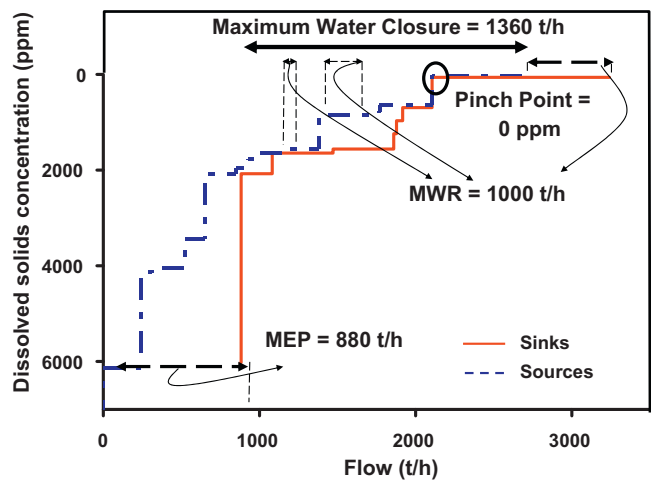 Maximum Water Closure = 1360 t/h
0
2000
4000
6000
Dissolved solids concentration (ppm)
Pinch Point =
0 ppm
MWR = 1000 t/h
MEP = 880 t/h
Sinks
Sources
0
1000
2000
3000
Flow (t/h)